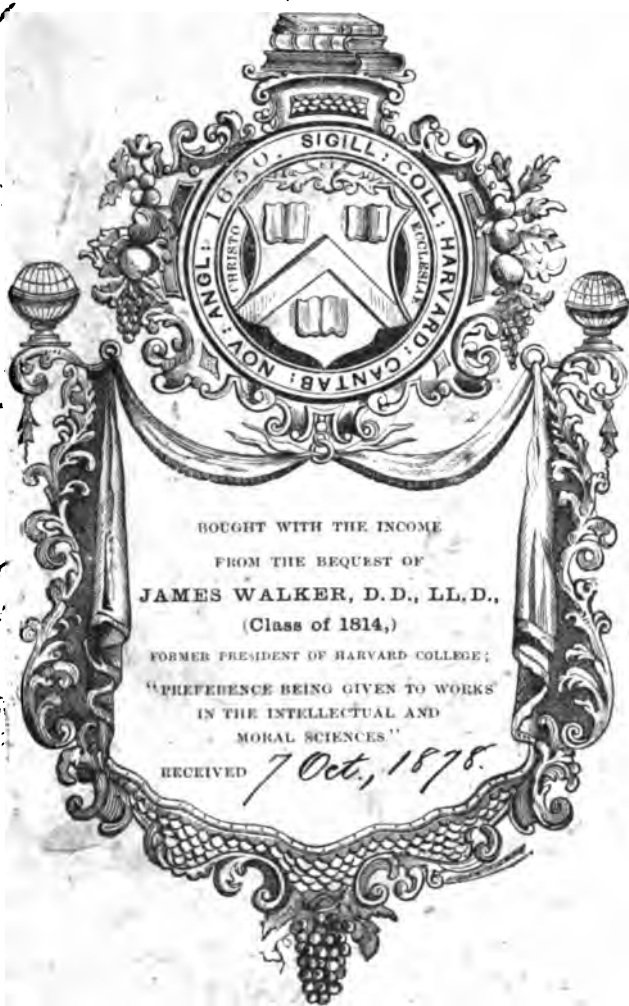 SIGILL : COLL : HARVARD : CANTAB : NOV : ANGL : 1650.
CHRISTO
ECCLESIAE
BOUGHT WITH THE INCOME
FROM THE BEQUEST OF
JAMES WALKER, D.D., LL.D.,
(Class of 1814,)
FORMER PRESIDENT OF HARVARD COLLEGE;
"PREFERENCE BEING GIVEN TO WORKS
IN THE INTELLECTUAL AND
MORAL SCIENCES."
RECEIVED 7 Oct., 1878.